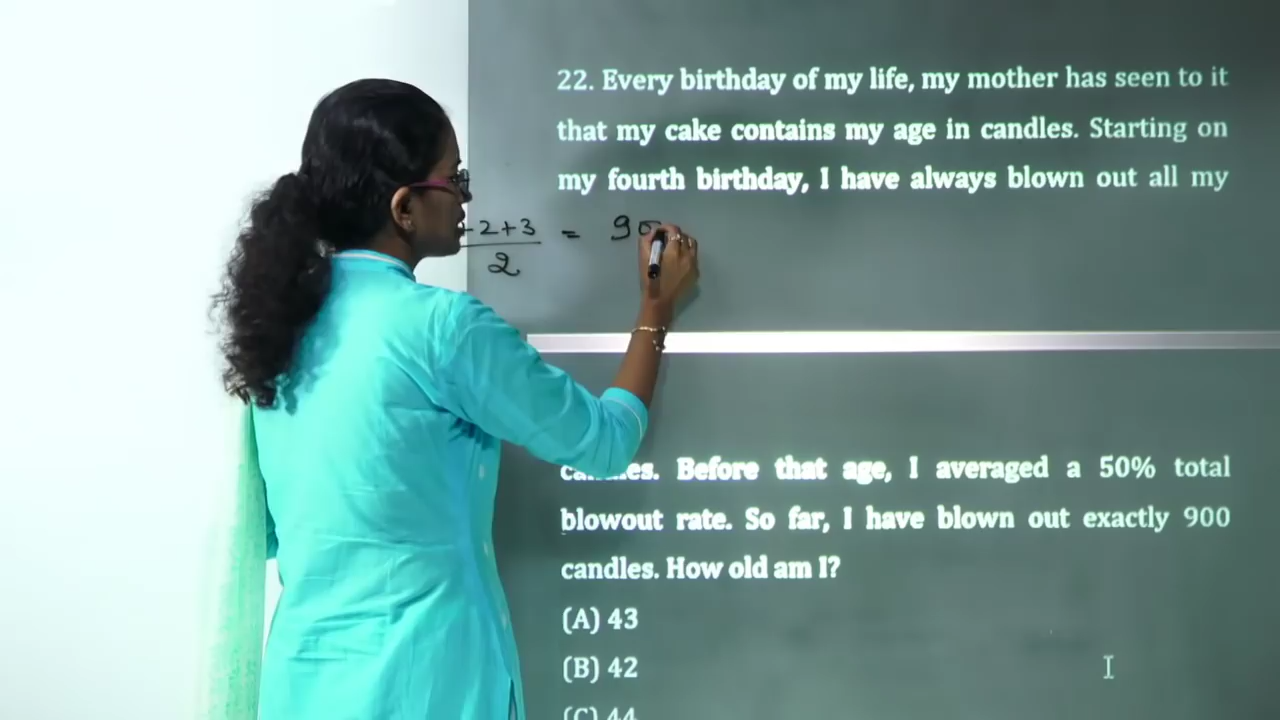 22. Every birthday of my life, my mother has seen to it
that my cake contains my age in candles. Starting on
my fourth birthday, I have always blown out all my
2+3 = 90
2
Before that age, I averaged a 50% total
blowout rate. So far, I have blown out exactly 900
candles. How old am I?
(A) 43
(B) 42
(C) 44